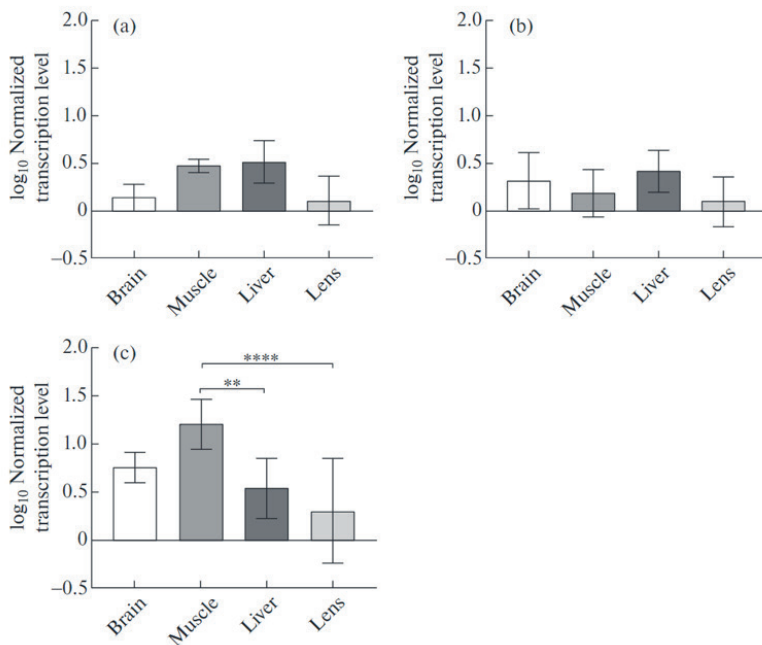 (a)
log10 Normalized
transcription level
2.0
1.5
1.0
0.5
0
–0.5
Brain
Muscle
Liver
Lens
(b)
log10 Normalized
transcription level
2.0
1.5
1.0
0.5
0
–0.5
Brain
Muscle
Liver
Lens
(c)
log10 Normalized
transcription level
2.0
1.5
1.0
0.5
0
–0.5
****
**
Brain
Muscle
Liver
Lens